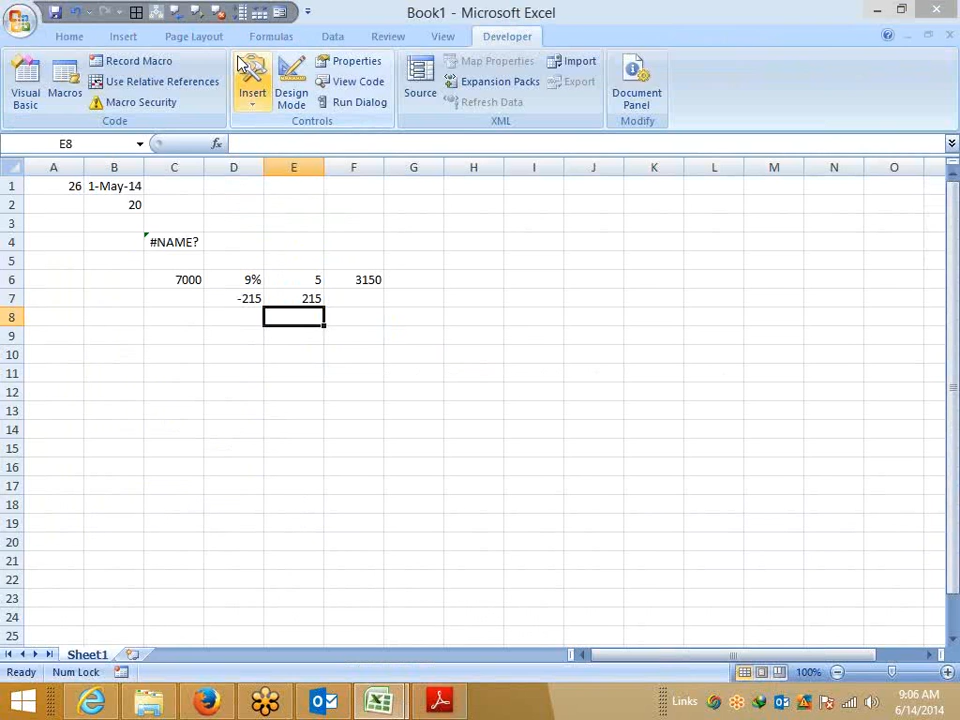 Book1 - Microsoft Excel
Home Insert Page Layout Formulas Data Review View Developer
Visual Basic
Macros
Record Macro
Use Relative References
Macro Security
Code
Insert
Design Mode
Properties
View Code
Run Dialog
Controls
Source
Map Properties
Expansion Packs
Refresh Data
Import
Export
XML
Document Panel
Modify
E8 fx
A B C D E F G H I J K L M N O
1 26 1-May-14
2 20
3
4 #NAME?
5
6 7000 9% 5 3150
7 -215 215
8
9
10
11
12
13
14
15
16
17
18
19
20
21
22
23
24
25
Sheet1
Ready Num Lock 100%
Links 9:06 AM
6/14/2014